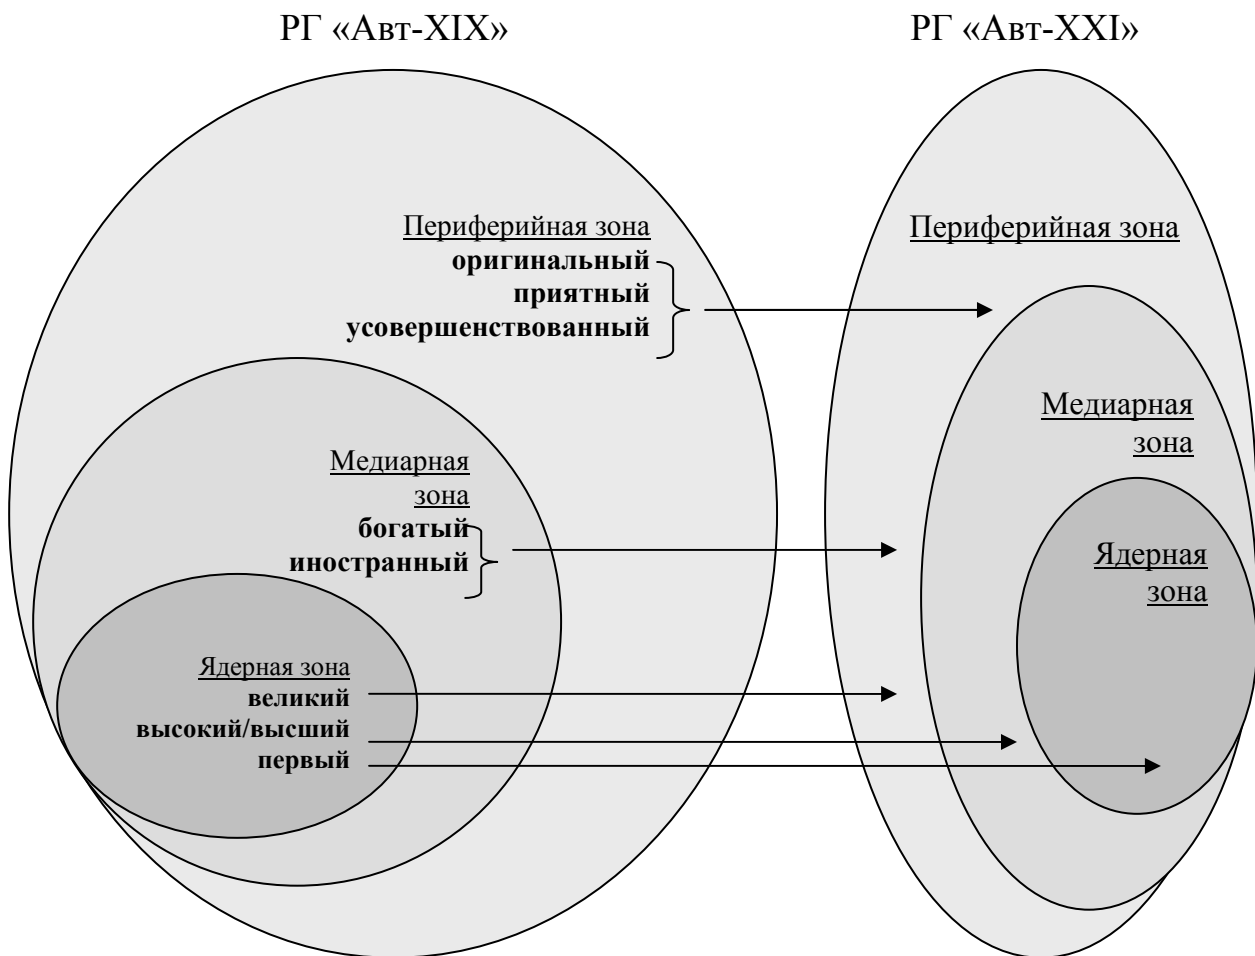 РГ «Авт-XIX»
РГ «Авт-XXI»
Периферийная зона
оригинальный
приятный
усовершенствованный
Медиарная
зона
богатый
иностранный
Ядерная зона
великий
высокий/высший
первый
Периферийная зона
Медиарная
зона
Ядерная
зона